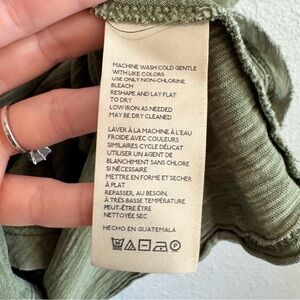 MACHINE WASH COLD GENTLE
WITH LIKE COLORS
USE ONLY NON-CHLORINE
BLEACH
RESHAPE AND LAY FLAT
TO DRY
LOW IRON AS NEEDED
MAY BE DRY CLEANED
LAVER À LA MACHINE À L'EAU
FROIDE AVEC COULEURS
SIMILAIRES CYCLE DÉLICAT
UTILISER UN AGENT DE
BLANCHIMENT SANS CHLORE
SI NÉCESSAIRE
METTRE EN FORME ET SÉCHER
À PLAT
REPASSER, AU BESOIN,
À TRÈS BASSE TEMPÉRATURE
PEUT-ÊTRE ÊTRE
NETTOYÉE SEC
HECHO EN GUATEMALA